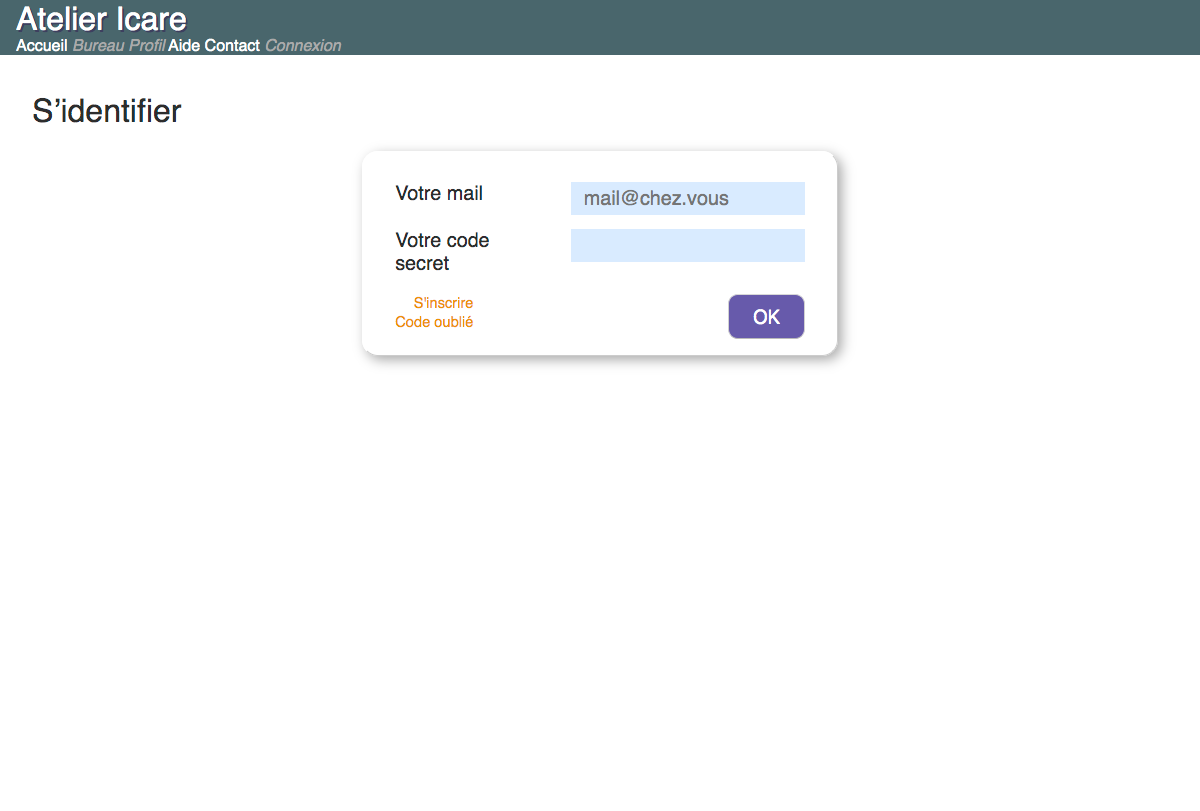 Atelier Icare
Accueil Bureau Profil Aide Contact Connexion
S’identifier
Votre mail
mail@chez.vous
Votre code
secret
S'inscrire
Code oublié
OK